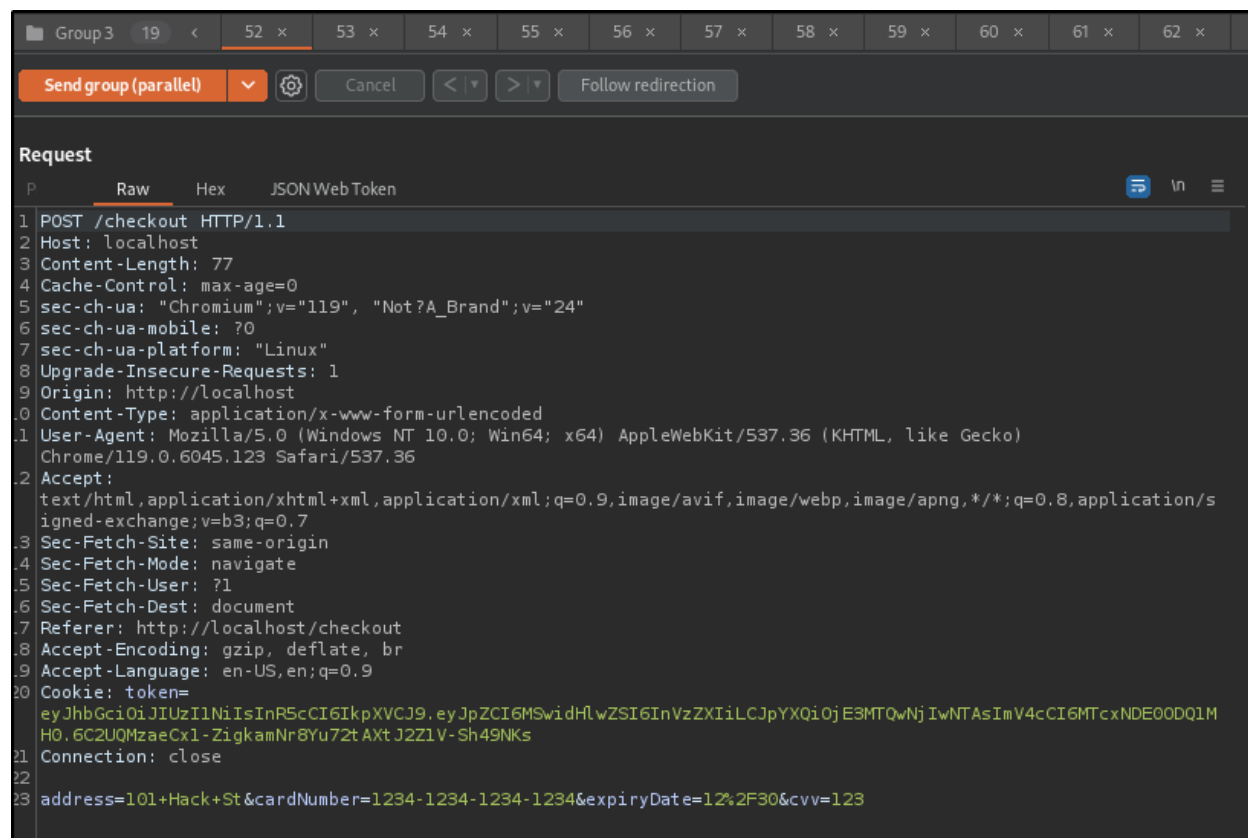 Group 3 19 < 52 × 53 × 54 × 55 × 56 × 57 × 58 × 59 × 60 × 61 × 62 ×
Send group (parallel) Cancel < > Follow redirection
Request
P Raw Hex JSON Web Token \n
1 POST /checkout HTTP/1.1
2 Host: localhost
3 Content-Length: 77
4 Cache-Control: max-age=0
5 sec-ch-ua: "Chromium";v="119", "Not?A_Brand";v="24"
6 sec-ch-ua-mobile: ?0
7 sec-ch-ua-platform: "Linux"
8 Upgrade-Insecure-Requests: 1
9 Origin: http://localhost
.0 Content-Type: application/x-www-form-urlencoded
.1 User-Agent: Mozilla/5.0 (Windows NT 10.0; Win64; x64) AppleWebKit/537.36 (KHTML, like Gecko)
Chrome/119.0.6045.123 Safari/537.36
.2 Accept:
text/html,application/xhtml+xml,application/xml;q=0.9,image/avif,image/webp,image/apng,*/*;q=0.8,application/s
igned-exchange;v=b3;q=0.7
.3 Sec-Fetch-Site: same-origin
.4 Sec-Fetch-Mode: navigate
.5 Sec-Fetch-User: ?1
.6 Sec-Fetch-Dest: document
.7 Referer: http://localhost/checkout
.8 Accept-Encoding: gzip, deflate, br
.9 Accept-Language: en-US,en;q=0.9
20 Cookie: token=
eyJhbGciOiJIUzI1NiIsInR5cCI6IkpXVCJ9.eyJpZCI6MSwidHlwZSI6InVzZXIiLCJpYXQiOjE3MTQwNjIwNTAsImV4cCI6MTcxNDE0ODQ1M
H0.6C2UQMzaeCx1-ZigkamNr8Yu72tAXtJ2Z1V-Sh49NKs
21 Connection: close
22
23 address=101+Hack+St&cardNumber=1234-1234-1234-1234&expiryDate=12%2F30&cvv=123